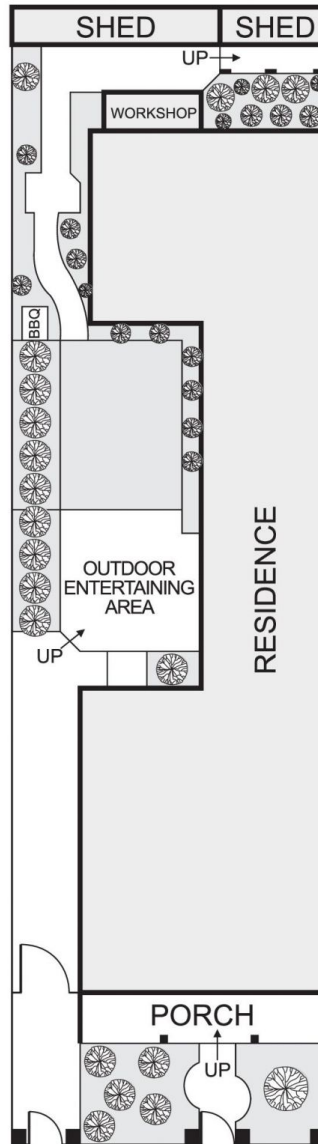 SHED
SHED
UP
WORKSHOP
BBQ
OUTDOOR
ENTERTAINING
AREA
UP
RESIDENCE
PORCH
UP